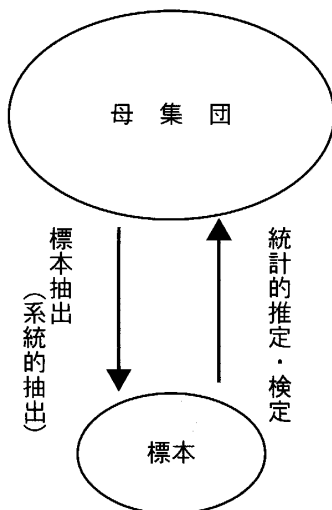 母集団
標本抽出
（系統的抽出）
統計的推定・検定
標本